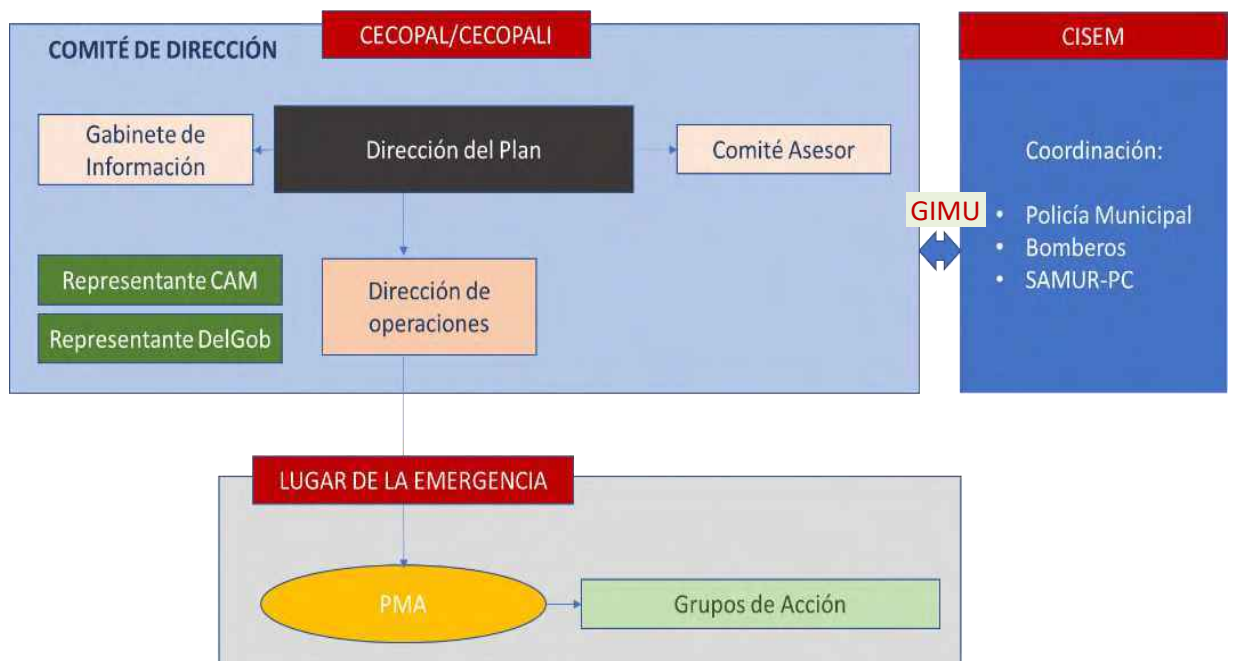 CECOPAL/CECOPALI
COMITÉ DE DIRECCIÓN
Gabinete de
Información
Dirección del Plan
Comité Asesor
Representante CAM
Representante DelGob
Dirección de
operaciones
GIMU
CISEM
Coordinación:
• Policía Municipal
• Bomberos
• SAMUR-PC
LUGAR DE LA EMERGENCIA
PMA
Grupos de Acción